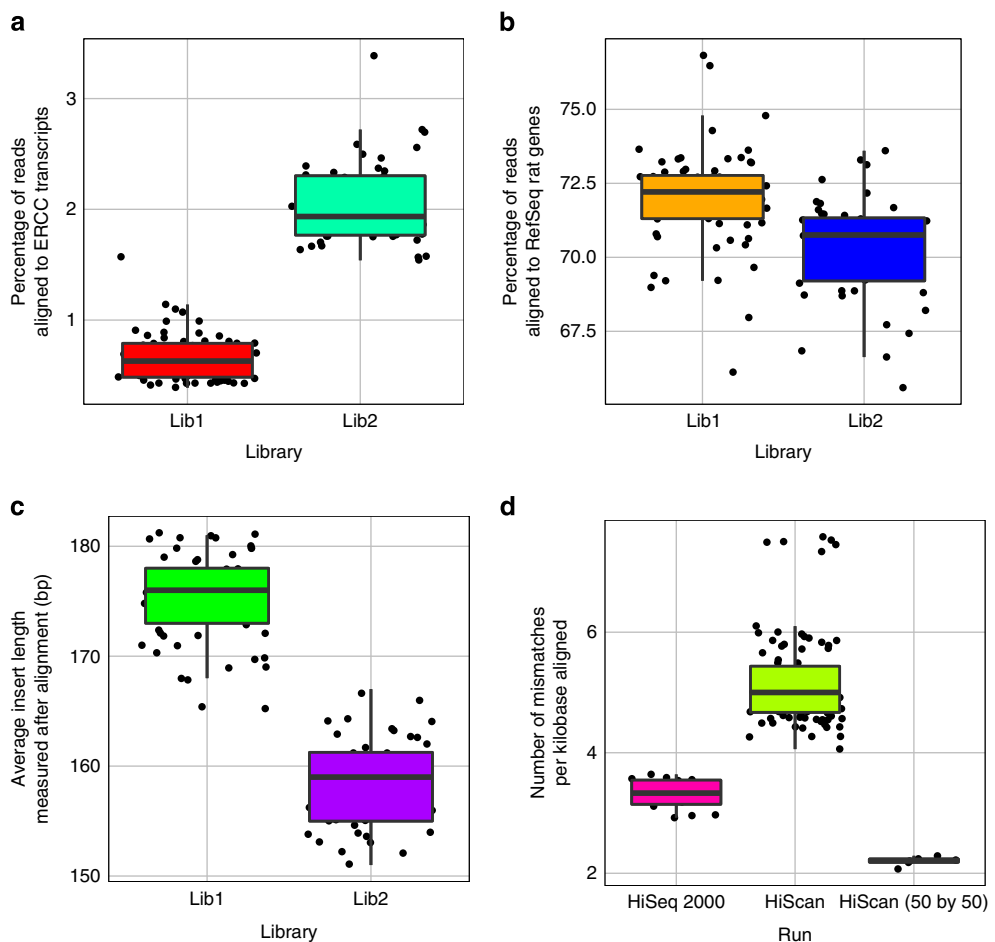 a
Percentage of reads
aligned to ERCC transcripts
3
2
1
Lib1 Lib2
Library
b
Percentage of reads
aligned to RefSeq rat genes
75.0
72.5
70.0
67.5
Lib1 Lib2
Library
c
Average insert length
measured after alignment (bp)
180
170
160
150
Lib1 Lib2
Library
d
Number of mismatches
per kilobase aligned
6
4
2
HiSeq 2000 HiScan HiScan (50 by 50)
Run